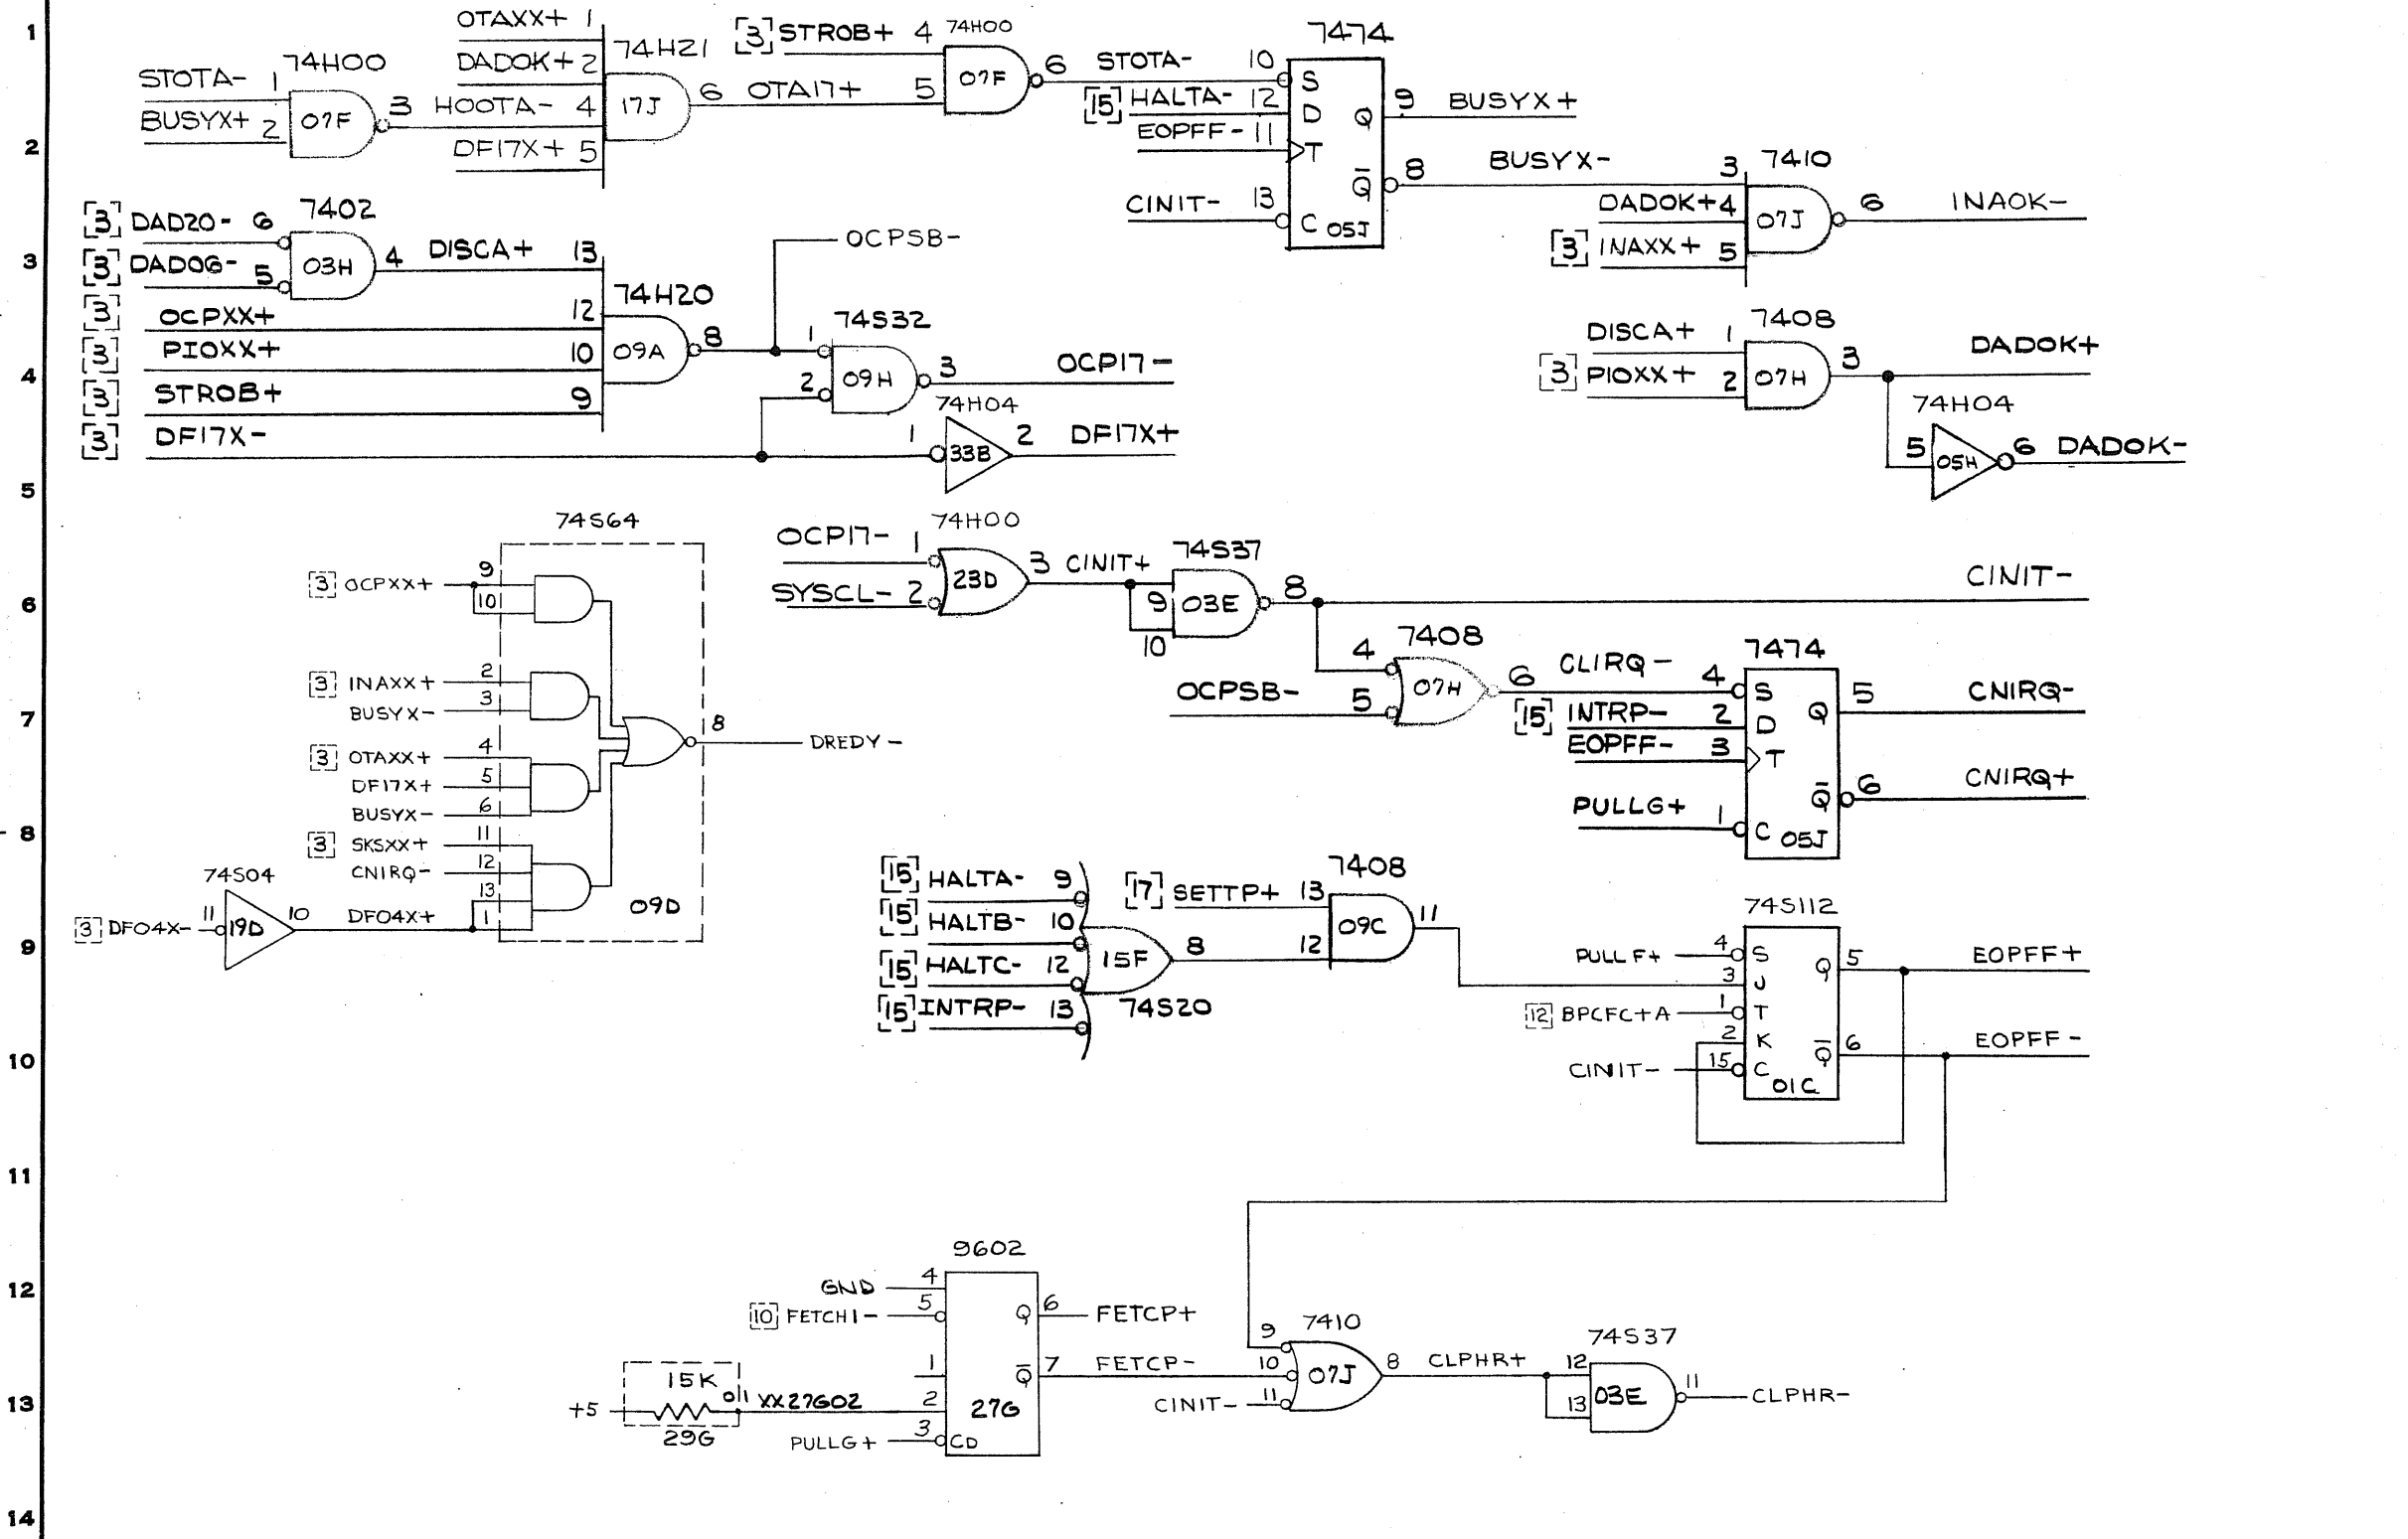 1
2
3
4
5
6
7
8
9
10
11
12
13
14
STOTA- 1
BUSYX+ 2
74H00
07F
3
HOOTA- 4
OTAXX+ 1
DADOK+ 2
DF17X+ 5
74H21
17J
6 OTA17+ 5
[3] STROB+ 4
74H00
07F
6 STOTA- 10
[15] HALTA- 12
EOPFF- 11
CINIT- 13
7474
S
D
T
C
Q
Q
05J
9 BUSYX+
8 BUSYX- 3
DADOK+ 4
[3] INAXX+ 5
7410
07J
6 INAOK-
[3] DAD20- 6
[3] DAD06- 5
7402
03H
4 DISCA+ 13
[3] OCPXX+ 12
[3] PIOXX+ 10
[3] STROB+ 9
[3] DF17X-
74H20
09A
8
OCPSB-
74S32
1
2
09H
3 OCP17-
74H04
1
33B
2 DF17X+
DISCA+ 1
[3] PIOXX+ 2
7408
07H
3 DADOK+
74H04
5
05H
6 DADOK-
74S64
[3] OCPXX+ 9
10
[3] INAXX+ 2
BUSYX- 3
[3] OTAXX+ 4
DF17X+ 5
BUSYX- 6
[3] SKSXX+ 11
CNIRQ- 12
13
DF04X+ 1
09D
8
DREDY-
74S04
[3] DF04X- 11
19D
10
OCP17- 1
SYSCL- 2
74H00
23D
3 CINIT+
74S37
9
10
03E
8
CINIT-
7408
4
OCPSB- 5
07H
6 CLIRQ- 4
[15] INTRP- 2
EOPFF- 3
PULLG+ 1
7474
S
D
T
C
Q
Q
05J
5 CNIRQ-
6 CNIRQ+
[15] HALTA- 9
[15] HALTB- 10
[15] HALTC- 12
[15] INTRP- 13
15F
74S20
8
[17] SETTP+ 13
12
7408
09C
11
74S112
PULLF+ 4
3
[12] BPCFC+A 1
2
CINIT- 15
S
J
T
K
C
Q
Q
01C
5 EOPFF+
6 EOPFF-
9602
GND 4
[10] FETCH1- 5
1
2
PULLG+ 3
CD
Q
Q
27G
6 FETCP+
7 FETCP- 10
+5
15K
011
29G
XX27G02
9
CINIT- 11
7410
07J
8 CLPHR+
74S37
12
13
03E
11
CLPHR-